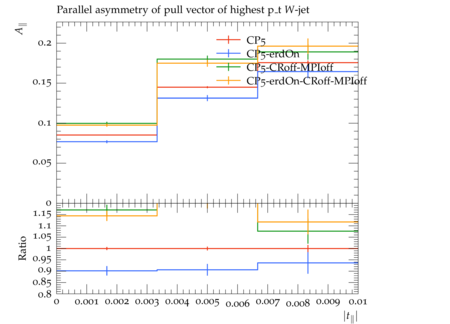 Parallel asymmetry of pull vector of highest p_t W-jet
A∥
0.2
0.15
0.1
0.05
0
CP5
CP5-erdOn
CP5-CRoff-MPIoff
CP5-erdOn-CRoff-MPIoff
Ratio
1.15
1.1
1.05
1
0.95
0.9
0.85
0.8
0 0.001 0.002 0.003 0.004 0.005 0.006 0.007 0.008 0.009 0.01
|t∥|